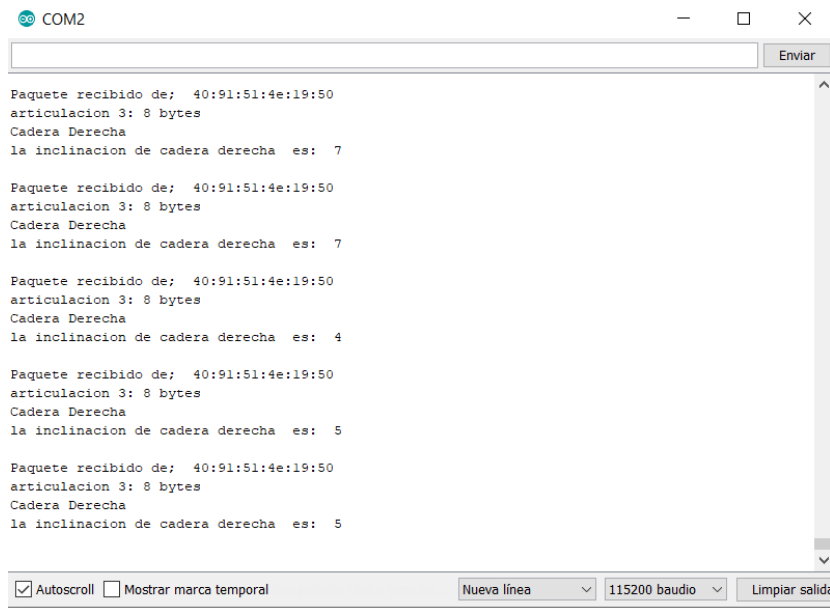 COM2
Enviar
Paquete recibido de;  40:91:51:4e:19:50
articulacion 3: 8 bytes
Cadera Derecha
la inclinacion de cadera derecha  es:  7
Paquete recibido de;  40:91:51:4e:19:50
articulacion 3: 8 bytes
Cadera Derecha
la inclinacion de cadera derecha  es:  7
Paquete recibido de;  40:91:51:4e:19:50
articulacion 3: 8 bytes
Cadera Derecha
la inclinacion de cadera derecha  es:  4
Paquete recibido de;  40:91:51:4e:19:50
articulacion 3: 8 bytes
Cadera Derecha
la inclinacion de cadera derecha  es:  5
Paquete recibido de;  40:91:51:4e:19:50
articulacion 3: 8 bytes
Cadera Derecha
la inclinacion de cadera derecha  es:  5
Autoscroll Mostrar marca temporal Nueva línea 115200 baudio Limpiar salida